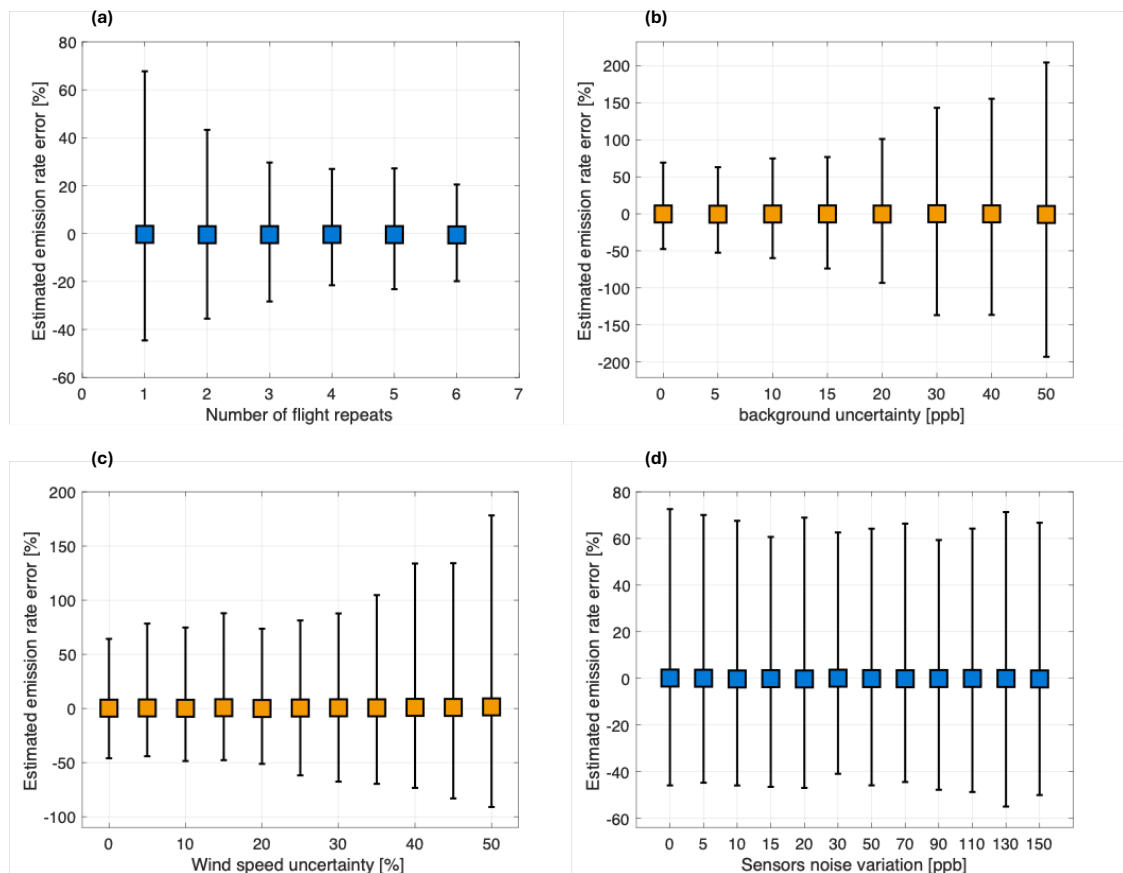 (a)
80
60
40
20
0
-20
-40
-60
0 1 2 3 4 5 6 7
Number of flight repeats
Estimated emission rate error [%]
(b)
200
150
100
50
0
-50
-100
-150
-200
0 5 10 15 20 30 40 50
background uncertainty [ppb]
Estimated emission rate error [%]
(c)
200
150
100
50
0
-50
-100
0 10 20 30 40 50
Wind speed uncertainty [%]
Estimated emission rate error [%]
(d)
80
60
40
20
0
-20
-40
-60
0 5 10 15 20 30 50 70 90 110 130 150
Sensors noise variation [ppb]
Estimated emission rate error [%]